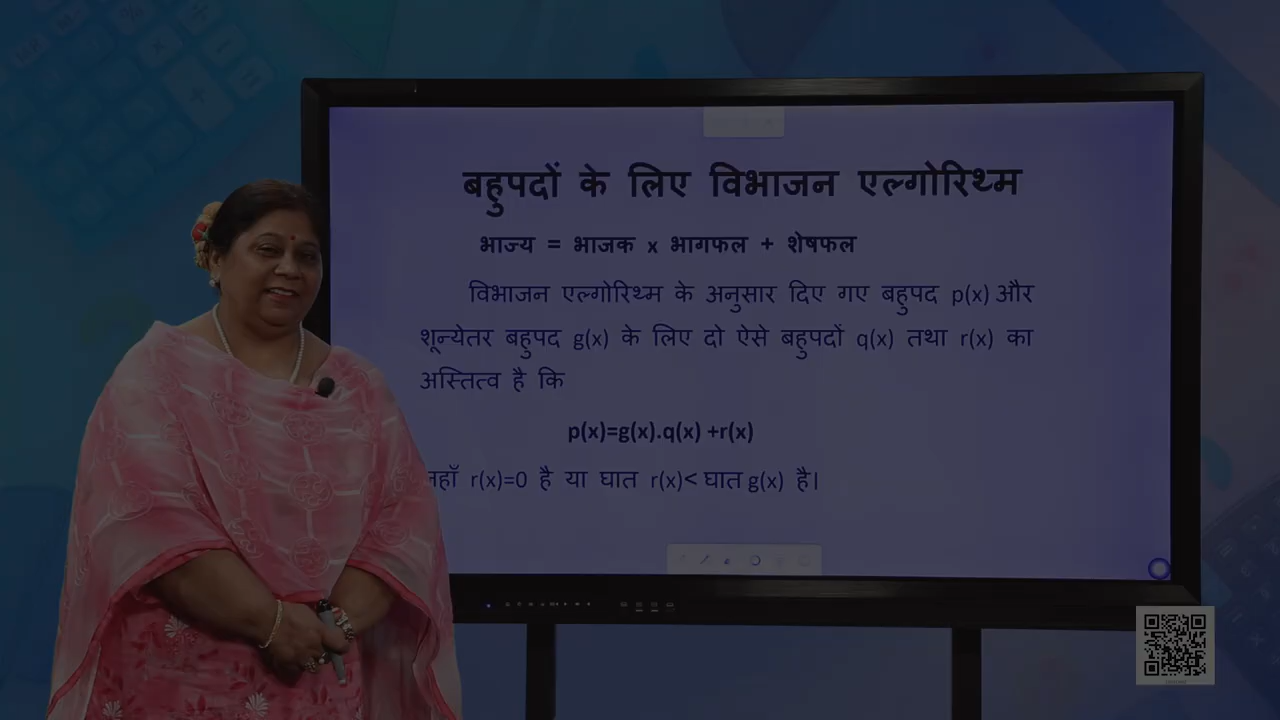 बहुपदों के लिए विभाजन एल्गोरिथ्म
भाज्य = भाजक x भागफल + शेषफल
विभाजन एल्गोरिथ्म के अनुसार दिए गए बहुपद p(x) और
शून्येतर बहुपद g(x) के लिए दो ऐसे बहुपदों q(x) तथा r(x) का
अस्तित्व है कि
p(x)=g(x).q(x) +r(x)
जहाँ r(x)=0 है या घात r(x)< घात g(x) है।